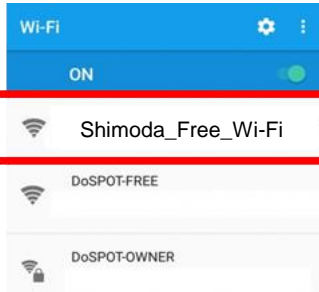 Wi-Fi
ON
Shimoda_Free_Wi-Fi
DoSPOT-FREE
DoSPOT-OWNER